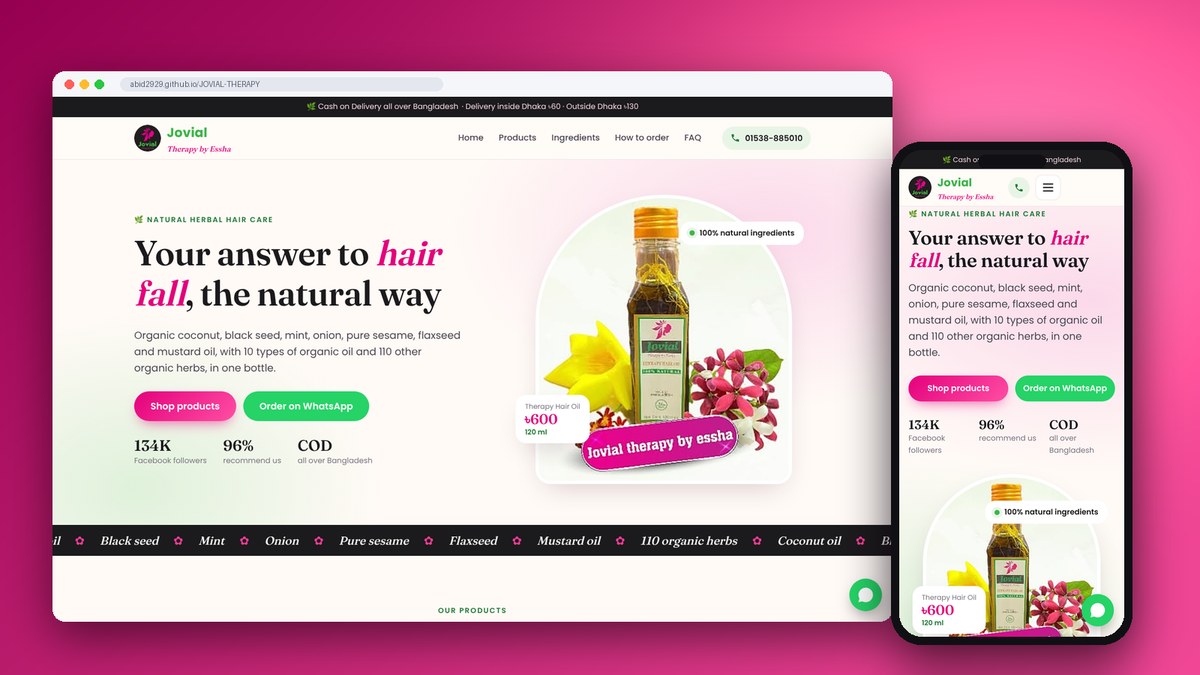 abid2929.github.io/JOVIAL-THERAPY
🌿 Cash on Delivery all over Bangladesh · Delivery inside Dhaka ৳60 · Outside Dhaka ৳130
Jovial
Jovial
Therapy by Essha
Home Products Ingredients How to order FAQ 01538-885010
🌿 NATURAL HERBAL HAIR CARE
Your answer to hair
fall, the natural way
Organic coconut, black seed, mint, onion, pure sesame, flaxseed
and mustard oil, with 10 types of organic oil and 110 other
organic herbs, in one bottle.
Shop products Order on WhatsApp
134K 96% COD
Facebook followers recommend us all over Bangladesh
100% natural ingredients
Jovial
100% NATURAL
Therapy Hair Oil
৳600
120 ml
Jovial therapy by essha
il ✿ Black seed ✿ Mint ✿ Onion ✿ Pure sesame ✿ Flaxseed ✿ Mustard oil ✿ 110 organic herbs ✿ Coconut oil ✿ B
OUR PRODUCTS
🌿 Cash o angladesh
Jovial
Jovial
Therapy by Essha
🌿 NATURAL HERBAL HAIR CARE
Your answer to hair
fall, the natural way
Organic coconut, black seed, mint,
onion, pure sesame, flaxseed and
mustard oil, with 10 types of organic oil
and 110 other organic herbs, in one
bottle.
Shop products Order on WhatsApp
134K 96% COD
Facebook recommend us all over
followers Bangladesh
100% natural ingredients
Jovial
Therapy Hair Oil
৳600
120 ml